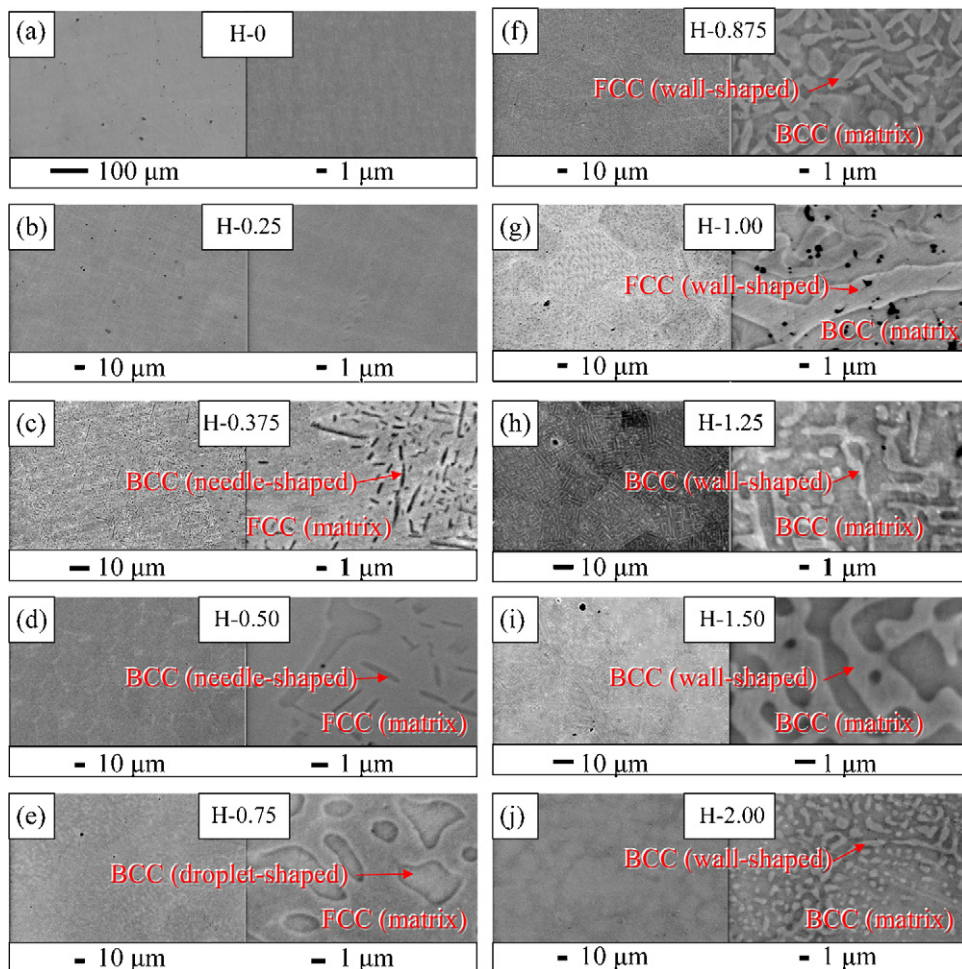 (a)
H-0
100 μm
1 μm
(b)
H-0.25
10 μm
1 μm
(c)
H-0.375
BCC (needle-shaped)
FCC (matrix)
10 μm
1 μm
(d)
H-0.50
BCC (needle-shaped)
FCC (matrix)
10 μm
1 μm
(e)
H-0.75
BCC (droplet-shaped)
FCC (matrix)
10 μm
1 μm
(f)
H-0.875
FCC (wall-shaped)
BCC (matrix)
10 μm
1 μm
(g)
H-1.00
FCC (wall-shaped)
BCC (matrix)
10 μm
1 μm
(h)
H-1.25
BCC (wall-shaped)
BCC (matrix)
10 μm
1 μm
(i)
H-1.50
BCC (wall-shaped)
BCC (matrix)
10 μm
1 μm
(j)
H-2.00
BCC (wall-shaped)
BCC (matrix)
10 μm
1 μm